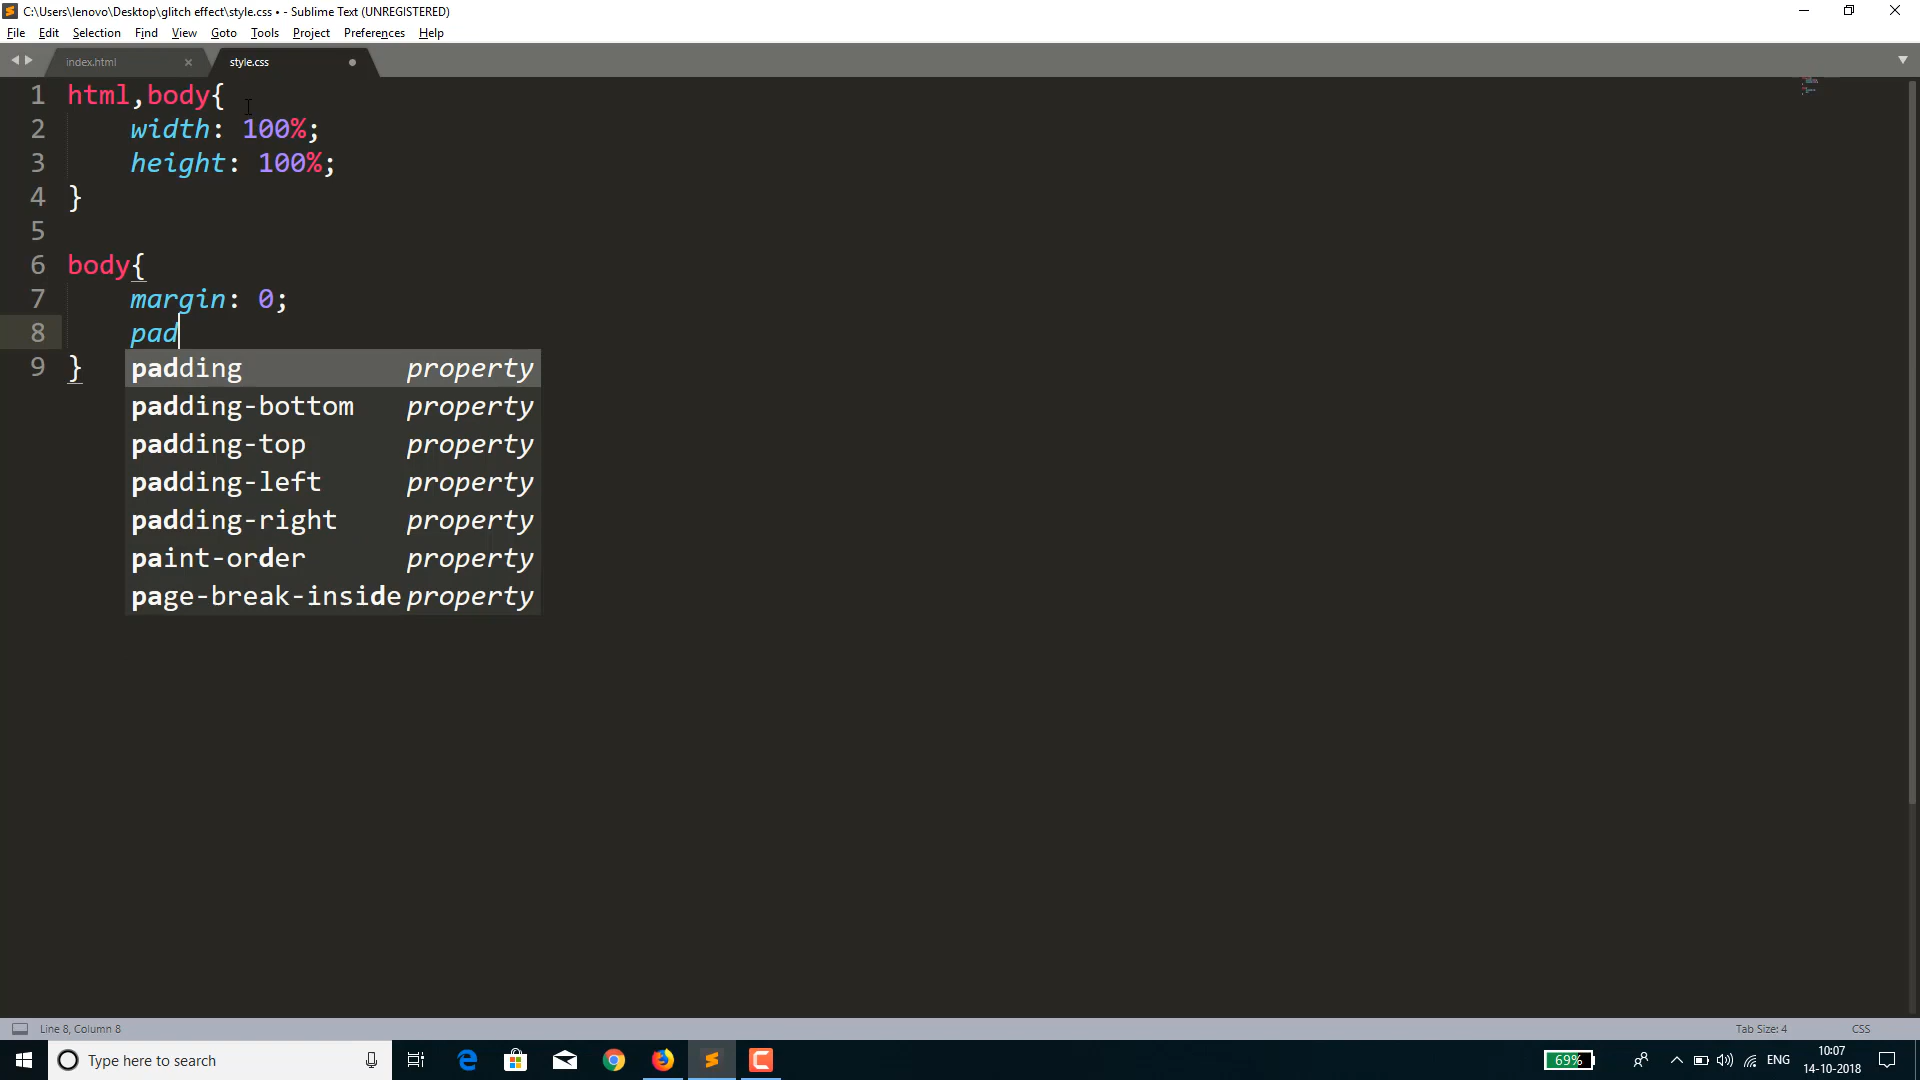 C:\Users\lenovo\Desktop\glitch effect\style.css • - Sublime Text (UNREGISTERED)
File Edit Selection Find View Goto Tools Project Preferences Help
index.html × style.css
1 html,body{
2 width: 100%;
3 height: 100%;
4 }
5
6 body{
7 margin: 0;
8 pad
9 }
padding property
padding-bottom property
padding-top property
padding-left property
padding-right property
paint-order property
page-break-inside property
Line 8, Column 8 Tab Size: 4 CSS
Type here to search 69% ENG 10:07
14-10-2018